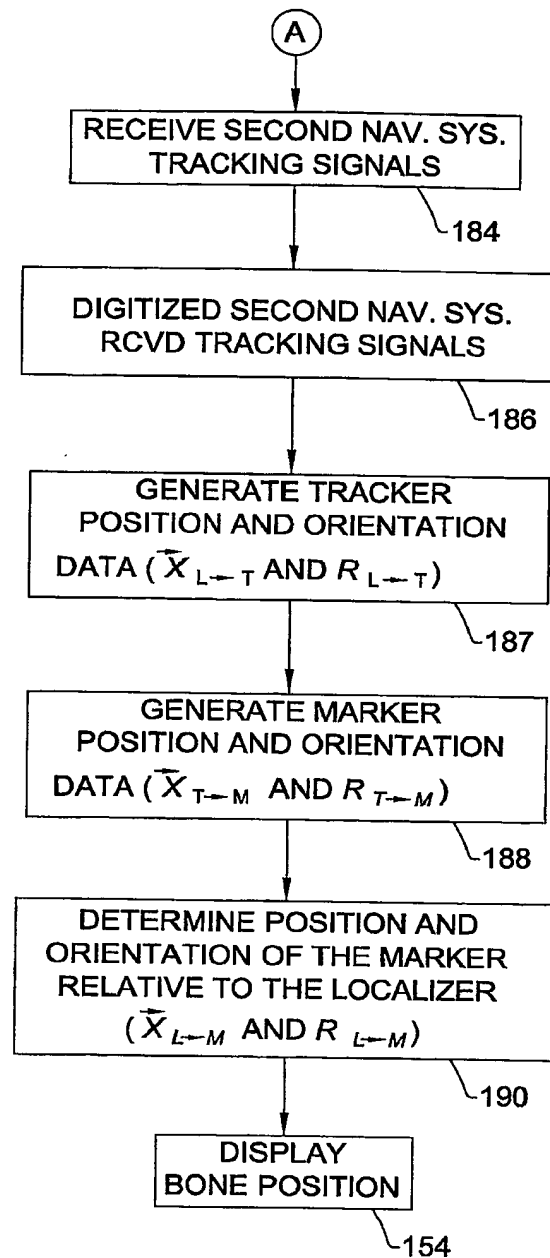 A
RECEIVE SECOND NAV. SYS.
TRACKING SIGNALS
184
DIGITIZED SECOND NAV. SYS.
RCVD TRACKING SIGNALS
186
GENERATE TRACKER
POSITION AND ORIENTATION
DATA (X⃗ L→T AND R L→T)
187
GENERATE MARKER
POSITION AND ORIENTATION
DATA (X⃗ T→M AND R T→M)
188
DETERMINE POSITION AND
ORIENTATION OF THE MARKER
RELATIVE TO THE LOCALIZER
(X⃗ L→M AND R L→M)
190
DISPLAY
BONE POSITION
154